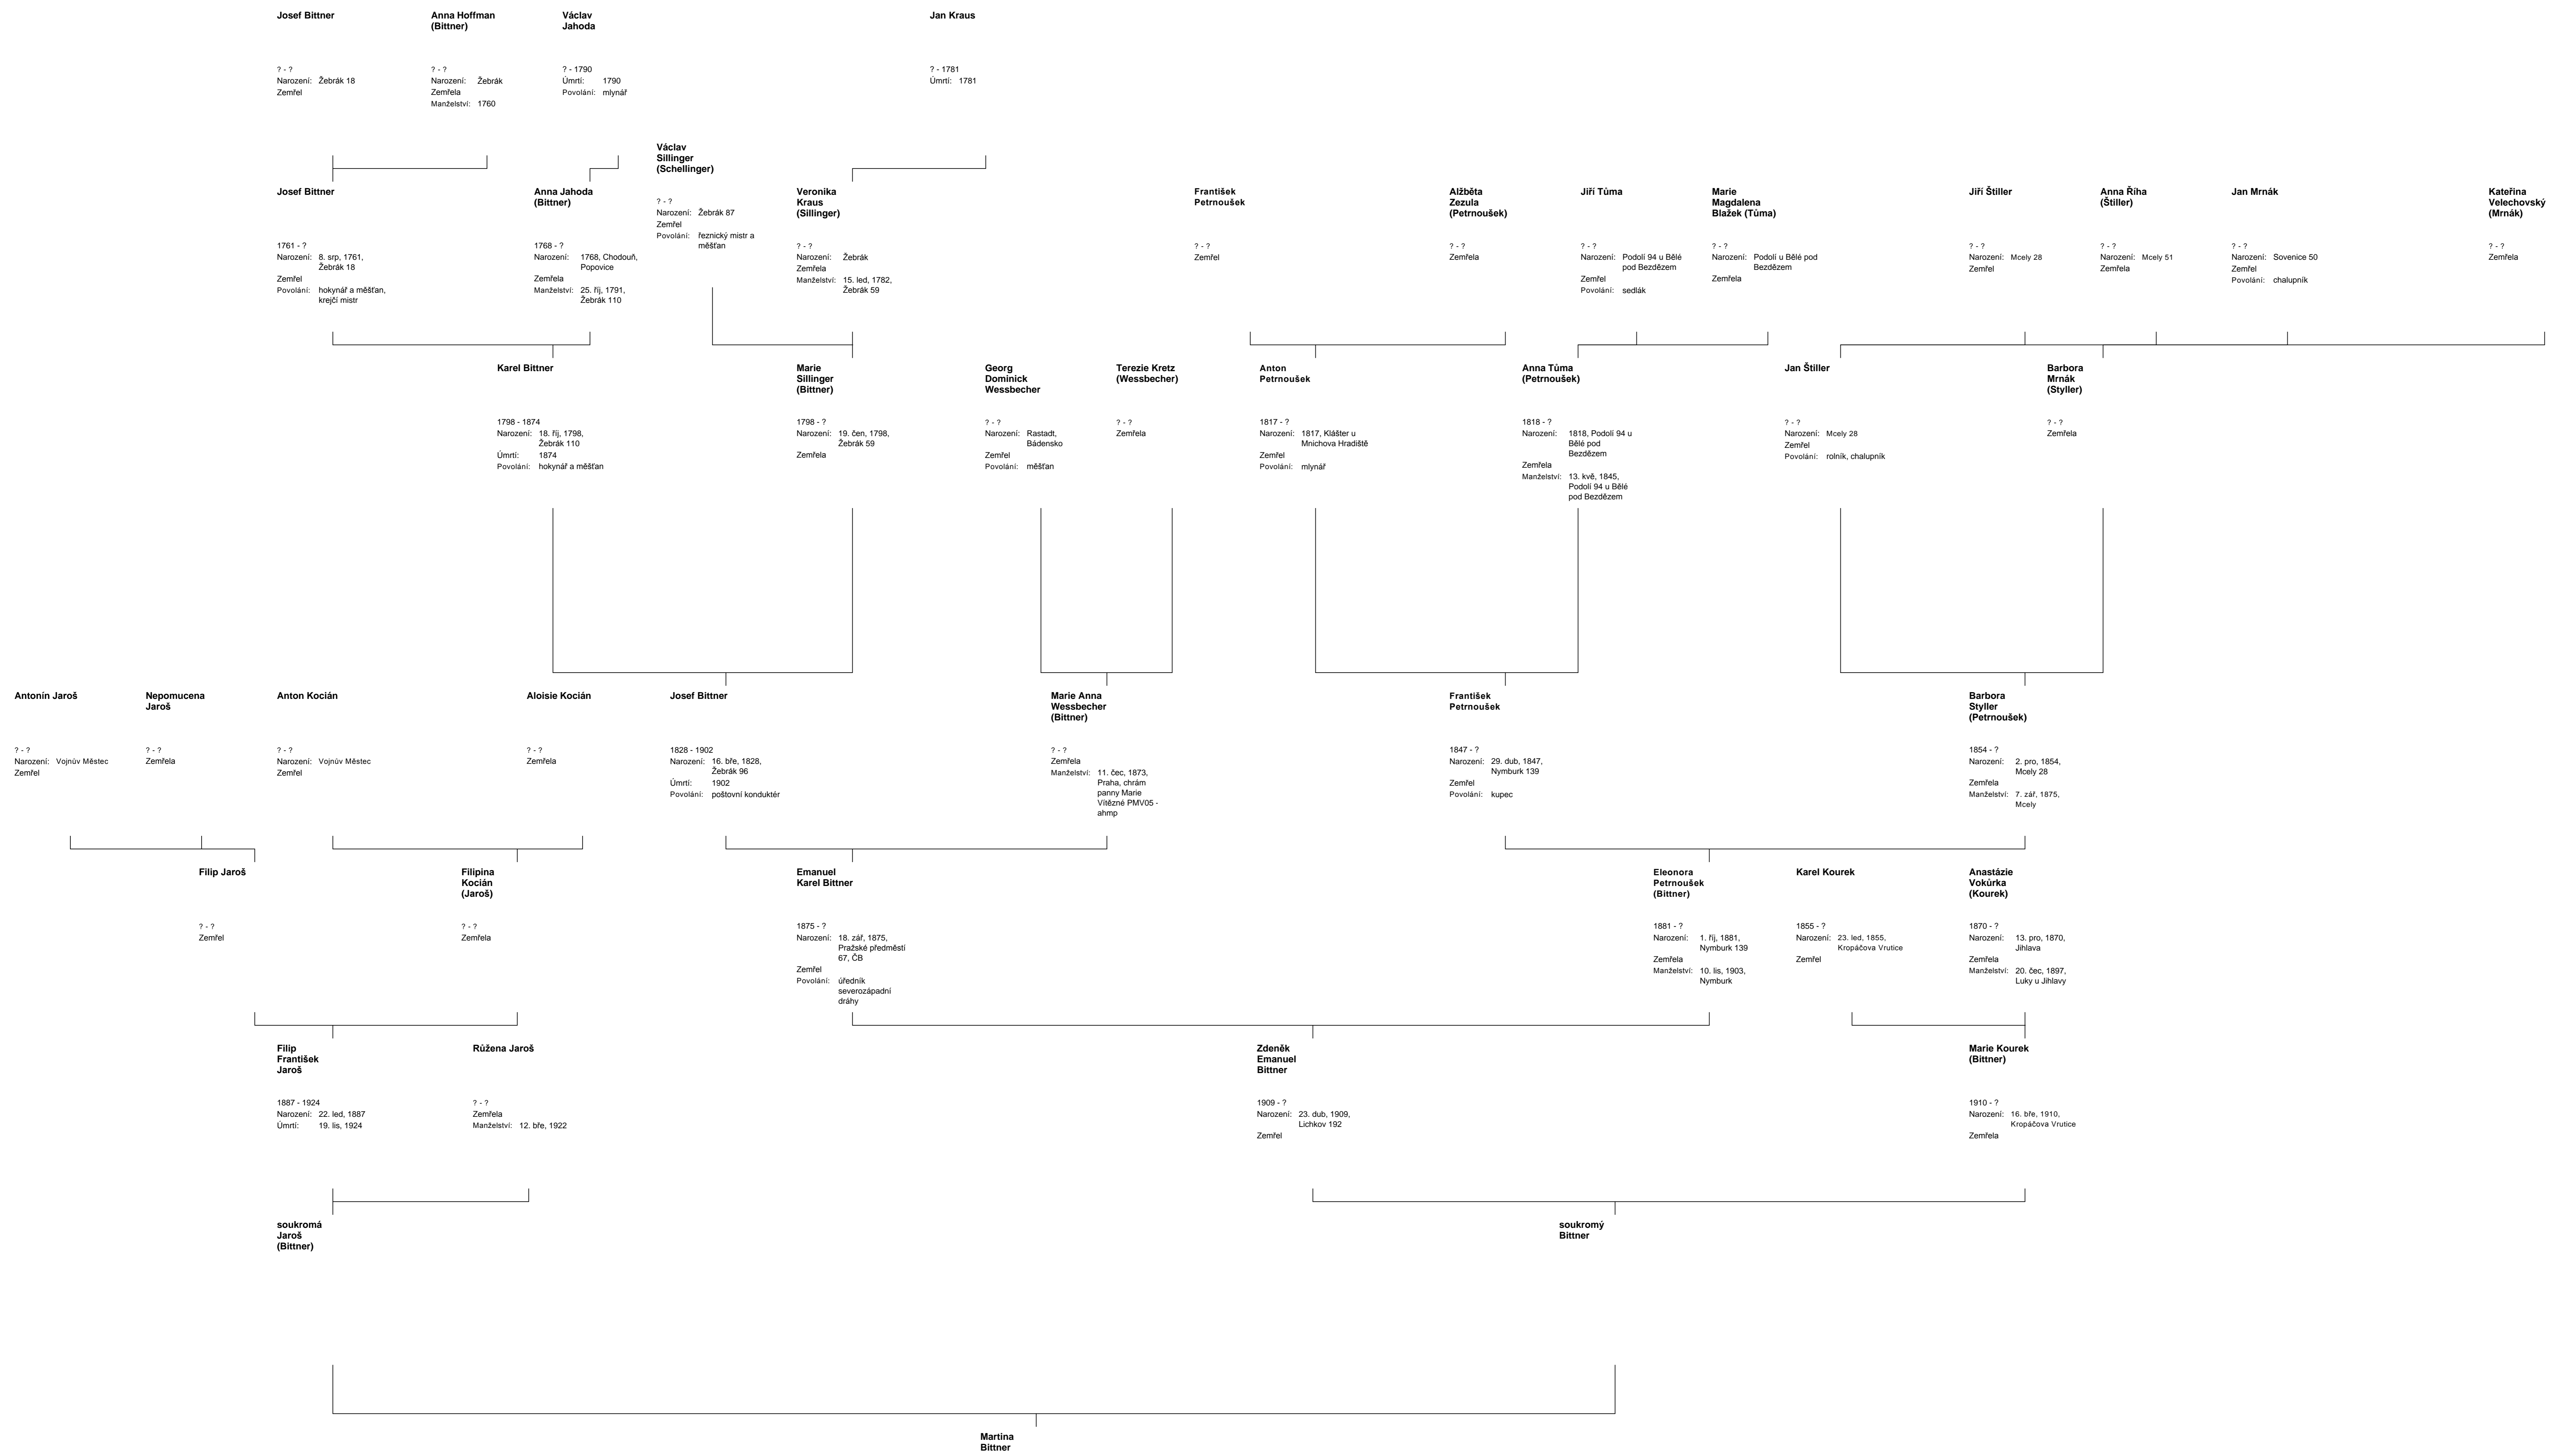 Josef Bittner
? - ?
Narození: Žebrák 18
Zemřel
Anna Hoffman
(Bittner)
? - ?
Narození: Žebrák
Zemřela
Manželství: 1760
Václav
Jahoda
? - 1790
Úmrtí: 1790
Povolání: mlynář
Jan Kraus
? - 1781
Úmrtí: 1781
Josef Bittner
1761 - ?
Narození: 8. srp, 1761,
Žebrák 18
Zemřel
Povolání: hokynář a měšťan,
krejčí mistr
Anna Jahoda
(Bittner)
1768 - ?
Narození: 1768, Chodouň,
Popovice
Zemřela
Manželství: 25. říj, 1791,
Žebrák 110
Václav
Sillinger
(Schellinger)
? - ?
Narození: Žebrák 87
Zemřel
Povolání: řeznický mistr a
měšťan
Veronika
Kraus
(Sillinger)
? - ?
Narození: Žebrák
Zemřela
Manželství: 15. led, 1782,
Žebrák 59
František
Petrnoušek
? - ?
Zemřel
Alžběta
Zezula
(Petrnoušek)
? - ?
Zemřela
Jiří Tůma
? - ?
Narození: Podolí 94 u Bělé
pod Bezdězem
Zemřel
Povolání: sedlák
Marie
Magdalena
Blažek (Tůma)
? - ?
Narození: Podolí u Bělé pod
Bezdězem
Zemřela
Jiří Štiller
? - ?
Narození: Mcely 28
Zemřel
Anna Říha
(Štiller)
? - ?
Narození: Mcely 51
Zemřela
Jan Mrnák
? - ?
Narození: Sovenice 50
Zemřel
Povolání: chalupník
Kateřina
Velechovský
(Mrnák)
? - ?
Zemřela
Karel Bittner
1798 - 1874
Narození: 18. říj, 1798,
Žebrák 110
Úmrtí: 1874
Povolání: hokynář a měšťan
Marie
Sillinger
(Bittner)
1798 - ?
Narození: 19. čen, 1798,
Žebrák 59
Zemřela
Georg
Dominick
Wessbecher
? - ?
Narození: Rastadt,
Bádensko
Zemřel
Povolání: měšťan
Terezie Kretz
(Wessbecher)
? - ?
Zemřela
Anton
Petrnoušek
1817 - ?
Narození: 1817, Klášter u
Mnichova Hradiště
Zemřel
Povolání: mlynář
Anna Tůma
(Petrnoušek)
1818 - ?
Narození: 1818, Podolí 94 u
Bělé pod
Bezdězem
Zemřela
Manželství: 13. kvě, 1845,
Podolí 94 u Bělé
pod Bezdězem
Jan Štiller
? - ?
Narození: Mcely 28
Zemřel
Povolání: rolník, chalupník
Barbora
Mrnák
(Styller)
? - ?
Zemřela
Antonín Jaroš
? - ?
Narození: Vojnův Městec
Zemřel
Nepomucena
Jaroš
? - ?
Zemřela
Anton Kocián
? - ?
Narození: Vojnův Městec
Zemřel
Aloisie Kocián
? - ?
Zemřela
Josef Bittner
1828 - 1902
Narození: 16. bře, 1828,
Žebrák 96
Úmrtí: 1902
Povolání: poštovní konduktér
Marie Anna
Wessbecher
(Bittner)
? - ?
Zemřela
Manželství: 11. čec, 1873,
Praha, chrám
panny Marie
Vítězné PMV05 -
ahmp
František
Petrnoušek
1847 - ?
Narození: 29. dub, 1847,
Nymburk 139
Zemřel
Povolání: kupec
Barbora
Styller
(Petrnoušek)
1854 - ?
Narození: 2. pro, 1854,
Mcely 28
Zemřela
Manželství: 7. zář, 1875,
Mcely
Filip Jaroš
? - ?
Zemřel
Filipina
Kocián
(Jaroš)
? - ?
Zemřela
Emanuel
Karel Bittner
1875 - ?
Narození: 18. zář, 1875,
Pražské předměstí
67, ČB
Zemřel
Povolání: úředník
severozápadní
dráhy
Eleonora
Petrnoušek
(Bittner)
1881 - ?
Narození: 1. říj, 1881,
Nymburk 139
Zemřela
Manželství: 10. lis, 1903,
Nymburk
Karel Kourek
1855 - ?
Narození: 23. led, 1855,
Kropáčova Vrutice
Zemřel
Anastázie
Vokůrka
(Kourek)
1870 - ?
Narození: 13. pro, 1870,
Jihlava
Zemřela
Manželství: 20. čec, 1897,
Luky u Jihlavy
Filip
František
Jaroš
1887 - 1924
Narození: 22. led, 1887
Úmrtí: 19. lis, 1924
Růžena Jaroš
? - ?
Zemřela
Manželství: 12. bře, 1922
Zdeněk
Emanuel
Bittner
1909 - ?
Narození: 23. dub, 1909,
Lichkov 192
Zemřel
Marie Kourek
(Bittner)
1910 - ?
Narození: 16. bře, 1910,
Kropáčova Vrutice
Zemřela
soukromá
Jaroš
(Bittner)
soukromý
Bittner
Martina
Bittner